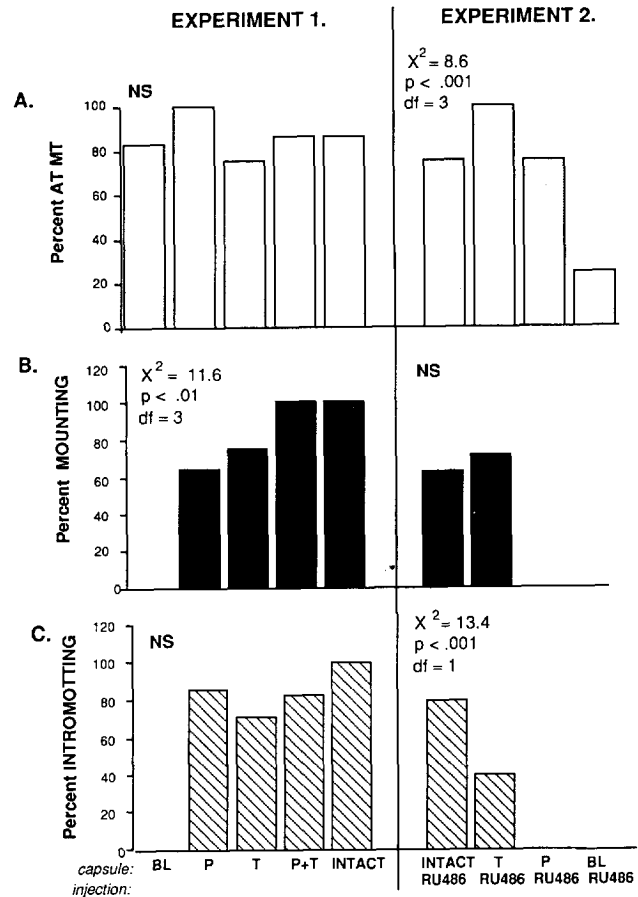 EXPERIMENT 1. EXPERIMENT 2.
A.
NS
X² = 8.6
p < .001
df = 3
Percent AT MT
100
80
60
40
20
0
B.
X² = 11.6
p < .01
df = 3
NS
Percent MOUNTING
120
100
80
60
40
20
0
C.
NS
X² = 13.4
p < .001
df = 1
Percent INTROMOTTING
120
100
80
60
40
20
0
capsule: BL P T P+T INTACT INTACT T P BL
injection: RU486 RU486 RU486 RU486